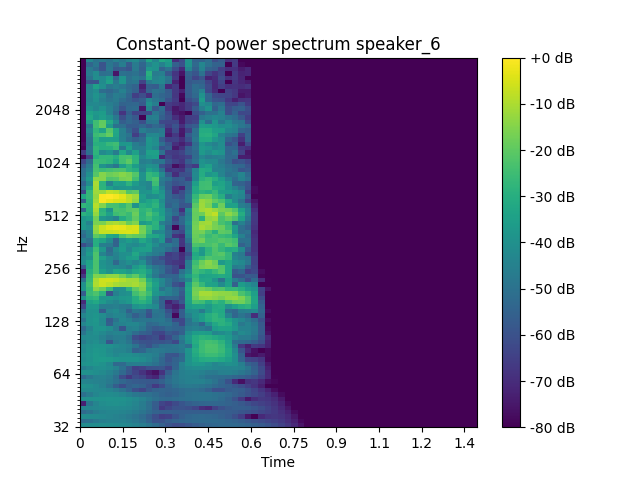 Constant-Q power spectrum speaker_6
Hz
2048
1024
512
256
128
64
32
0 0.15 0.3 0.45 0.6 0.75 0.9 1.1 1.2 1.4
Time
+0 dB
-10 dB
-20 dB
-30 dB
-40 dB
-50 dB
-60 dB
-70 dB
-80 dB